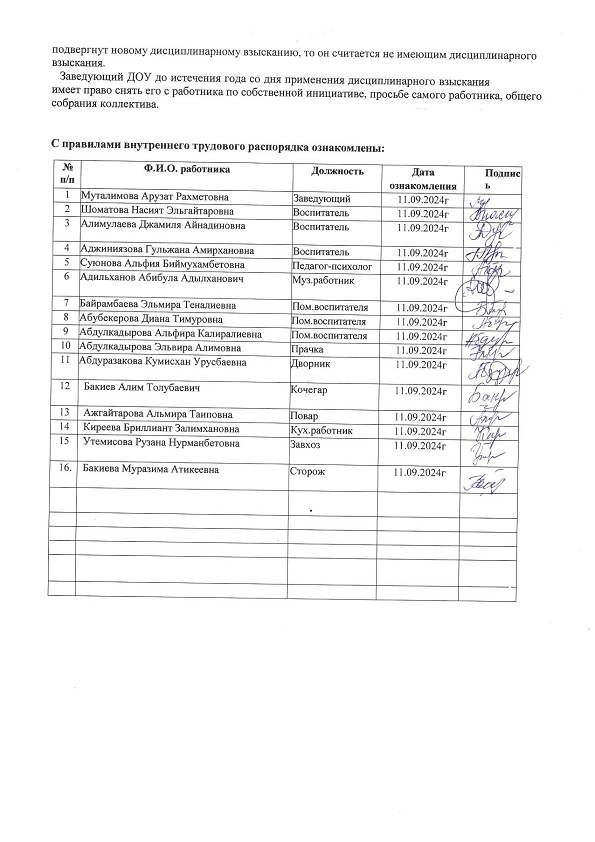 подвергнут новому дисциплинарному взысканию, то он считается не имеющим дисциплинарного
взыскания.
Заведующий ДОУ до истечения года со дня применения дисциплинарного взыскания
имеет право снять его с работника по собственной инициативе, просьбе самого работника, общего
собрания коллектива.
С правилами внутреннего трудового распорядка ознакомлены:
№ п/п Ф.И.О. работника Должность Дата ознакомления Подпис ь
1 Муталимова Арузат Рахметовна Заведующий 11.09.2024г
2 Шоматова Насият Эльгайтаровна Воспитатель 11.09.2024г
3 Алимулаева Джамиля Айнадиновна Воспитатель 11.09.2024г
4 Аджиниязова Гульжана Амирхановна Воспитатель 11.09.2024г
5 Суюнова Альфия Биймухамбетовна Педагог-психолог 11.09.2024г
6 Адильханов Абибула Адылханович Муз.работник 11.09.2024г
7 Байрамбаева Эльмира Теналиевна Пом.воспитателя 11.09.2024г
8 Абубекерова Диана Тимуровна Пом.воспитателя 11.09.2024г
9 Абдулкадырова Альфира Калиралиевна Пом.воспитателя 11.09.2024г
10 Абдулкадырова Эльвира Алимовна Прачка 11.09.2024г
11 Абдуразакова Кумисхан Урусбаевна Дворник 11.09.2024г
12 Бакиев Алим Толубаевич Кочегар 11.09.2024г
13 Ажгайтарова Альмира Таиповна Повар 11.09.2024г
14 Киреева Бриллиант Залимхановна Кух.работник 11.09.2024г
15 Утемисова Рузана Нурманбетовна Завхоз 11.09.2024г
16. Бакиева Муразима Атикеевна Сторож 11.09.2024г